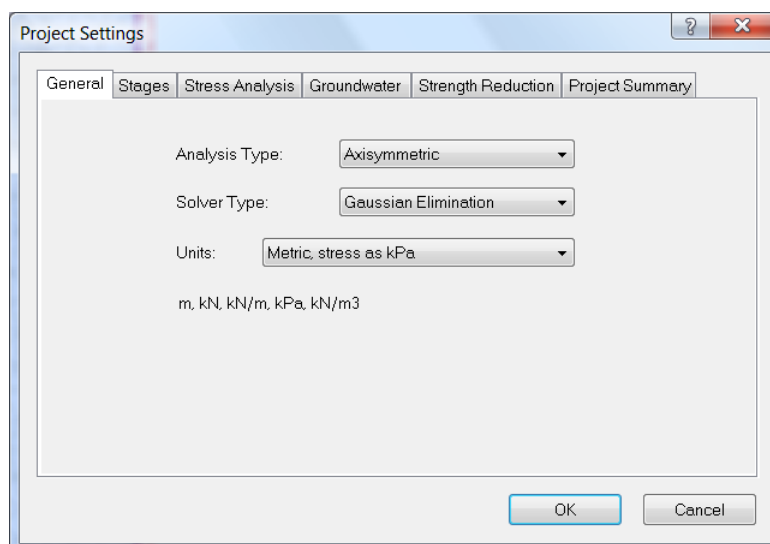 Project Settings
General Stages Stress Analysis Groundwater Strength Reduction Project Summary
Analysis Type: Axisymmetric
Solver Type: Gaussian Elimination
Units: Metric, stress as kPa
m, kN, kN/m, kPa, kN/m3
OK Cancel